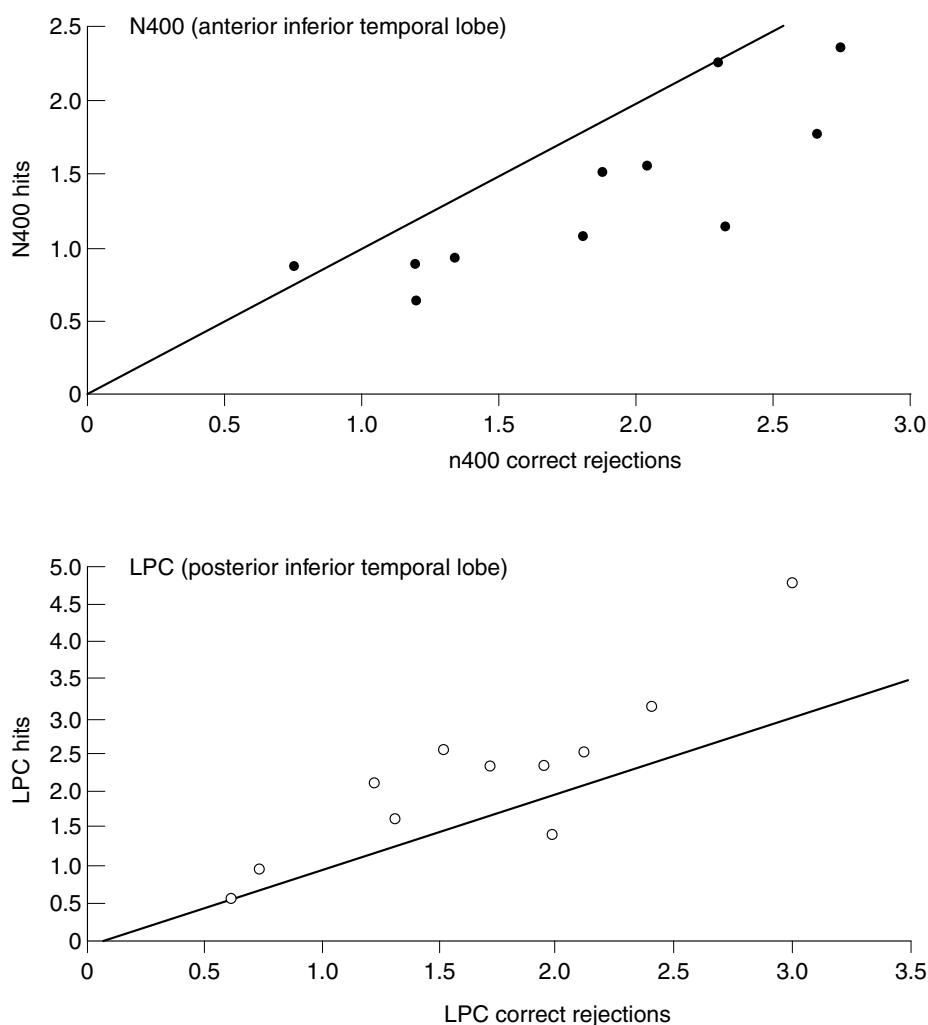 N400 (anterior inferior temporal lobe)
2.5
2.0
1.5
1.0
0.5
0
N400 hits
0 0.5 1.0 1.5 2.0 2.5 3.0
n400 correct rejections
LPC (posterior inferior temporal lobe)
5.0
4.5
4.0
3.5
3.0
2.5
2.0
1.5
1.0
0.5
0
LPC hits
0 0.5 1.0 1.5 2.0 2.5 3.0 3.5
LPC correct rejections